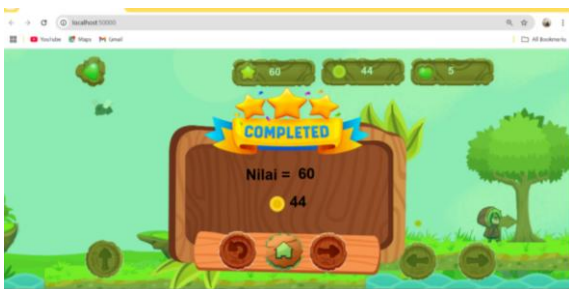 localhost:50000
YouTube Maps Gmail All Bookmarks
60 44 5
COMPLETED
Nilai = 60
44